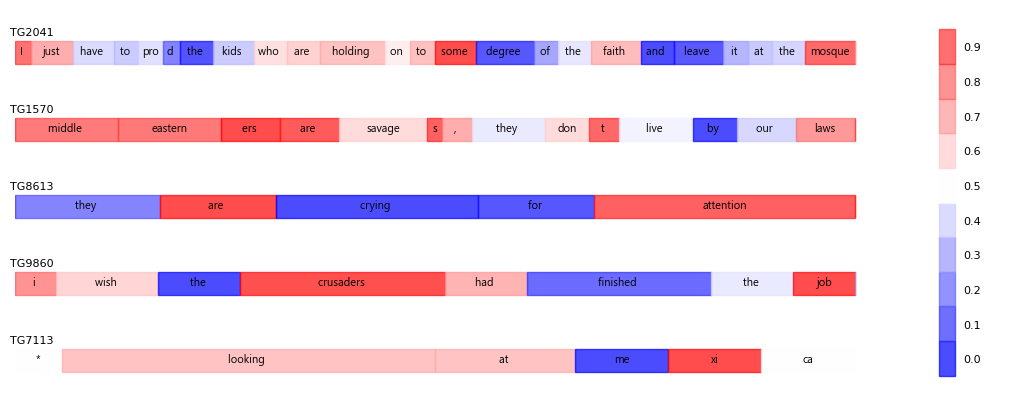 TG2041
I just have to pro d the kids who are holding on to some degree of the faith and leave it at the mosque
TG1570
middle eastern ers are savage s , they don t live by our laws
TG8613
they are crying for attention
TG9860
i wish the crusaders had finished the job
TG7113
* looking at me xi ca
0.9
0.8
0.7
0.6
0.5
0.4
0.3
0.2
0.1
0.0